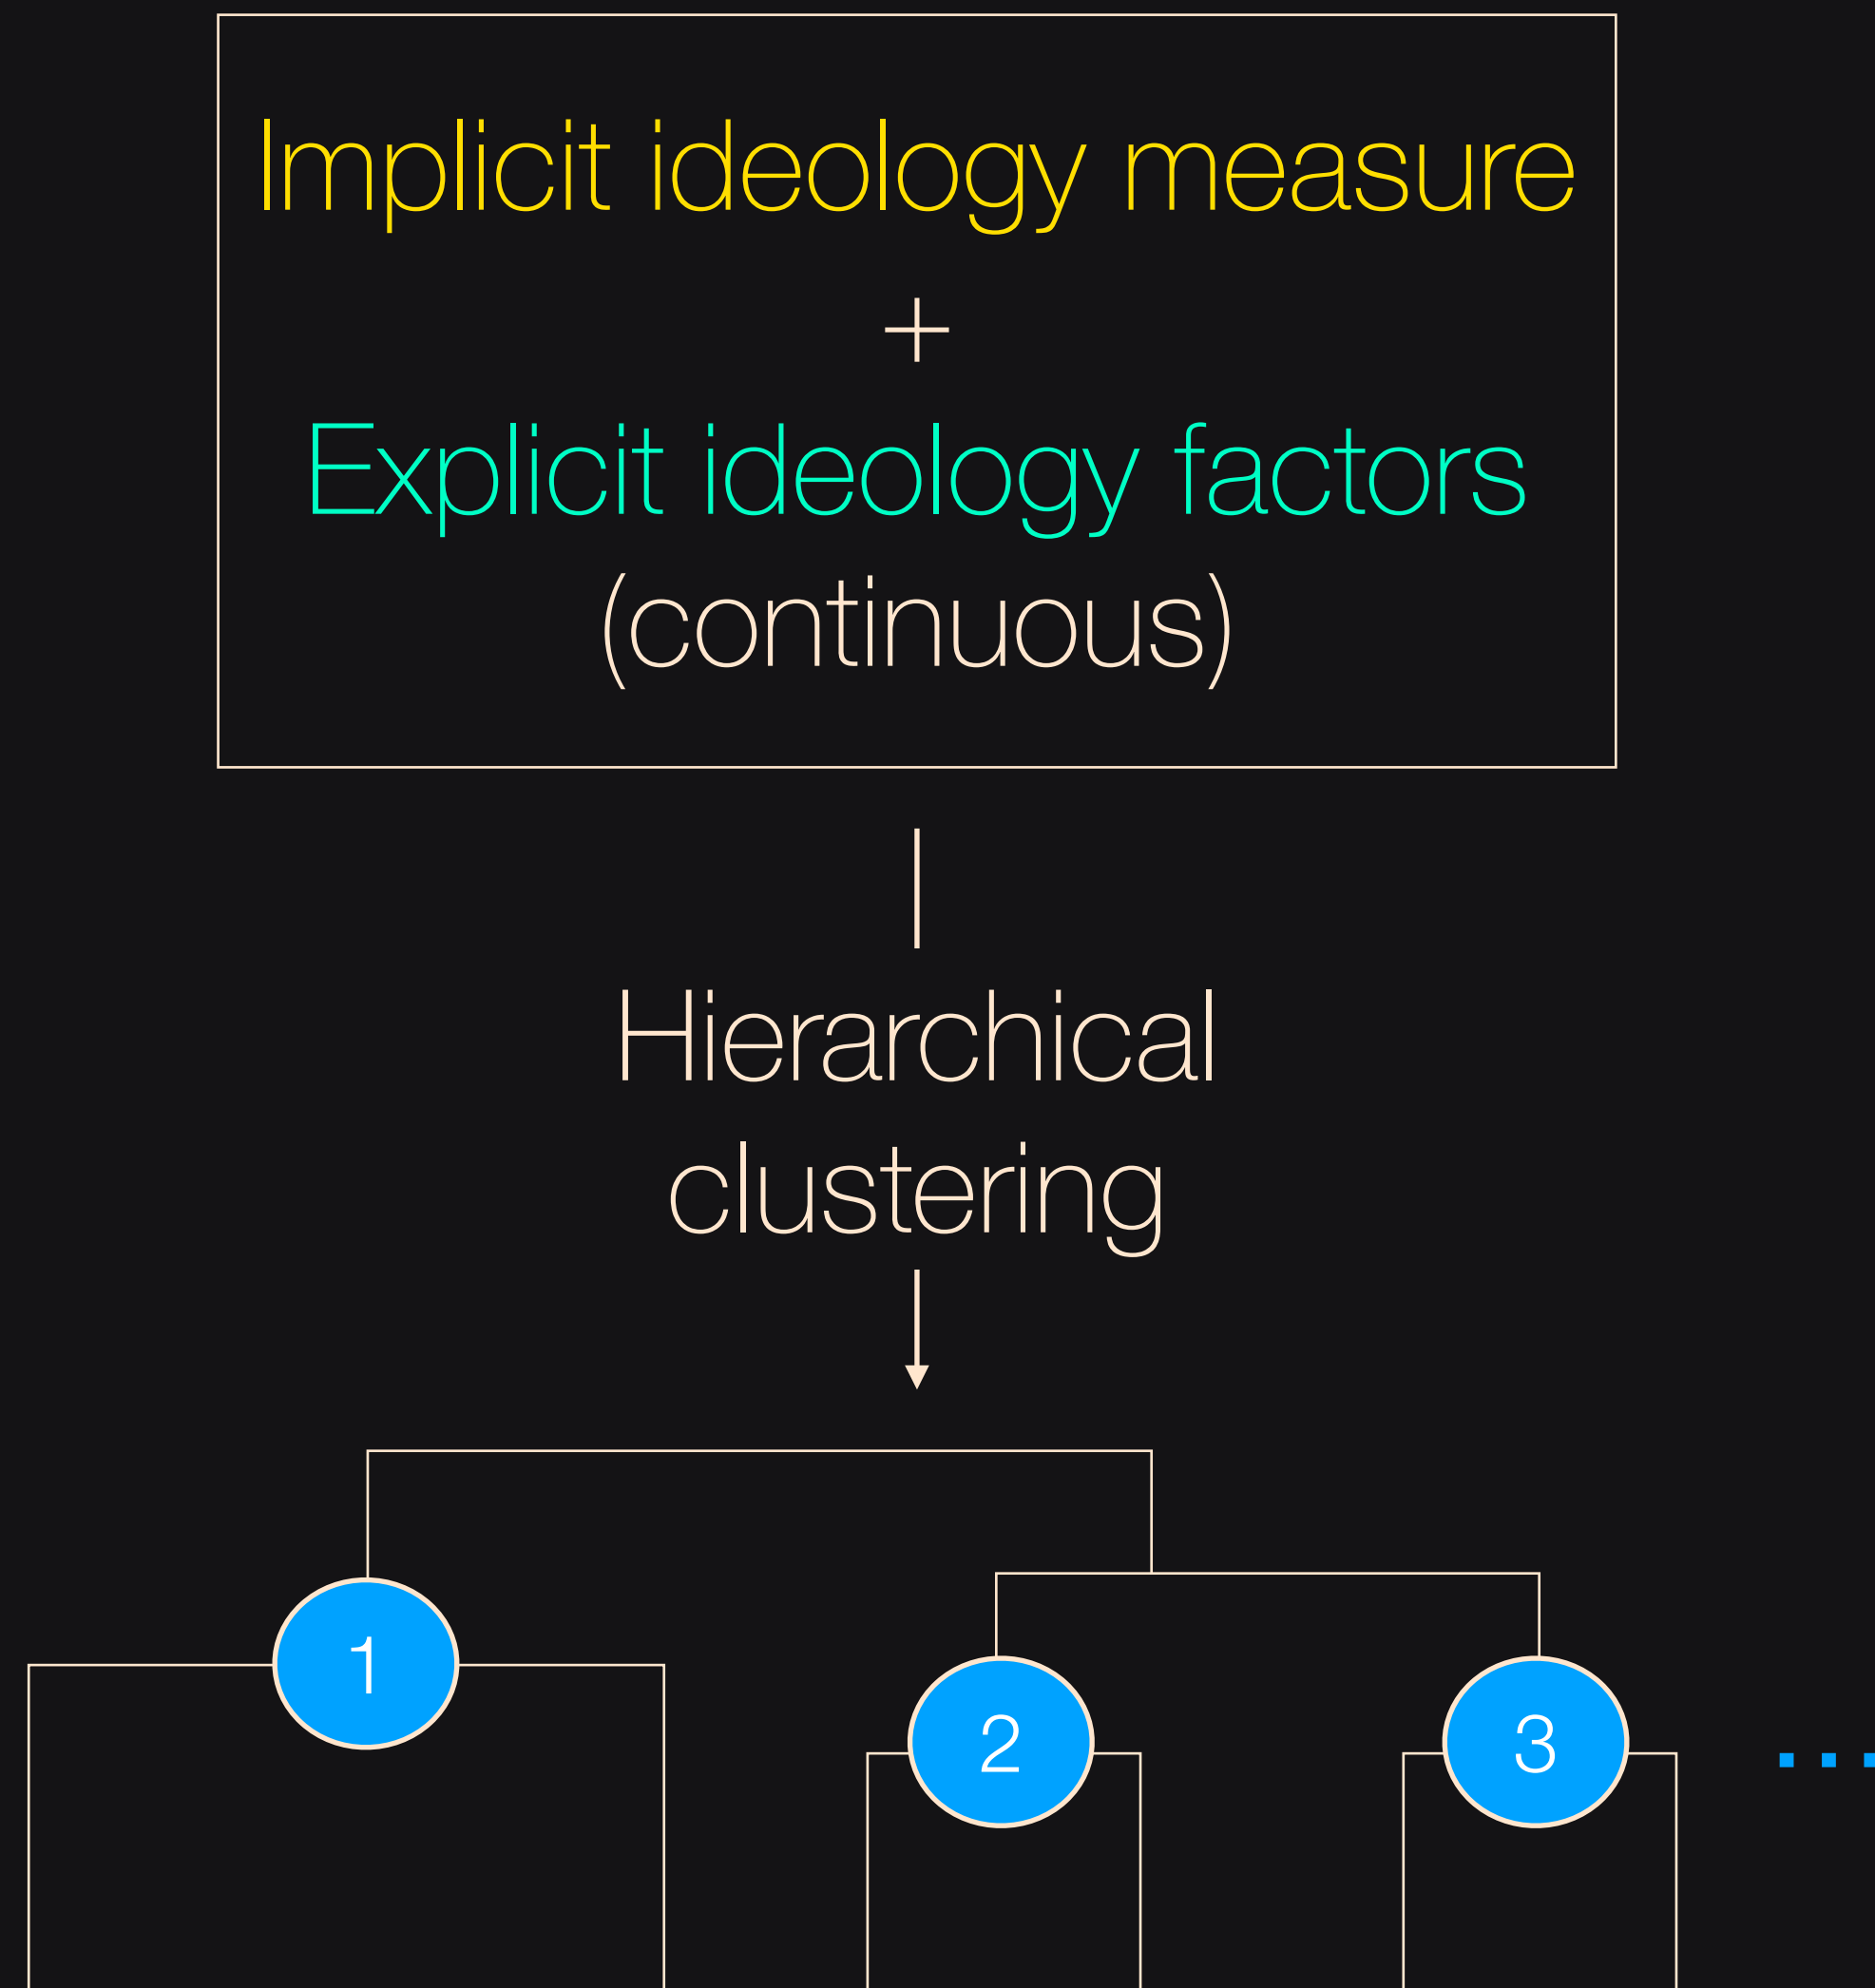 Implicit ideology measure
+
Explicit ideology factors
(continuous)
Hierarchical
clustering
1
2
3